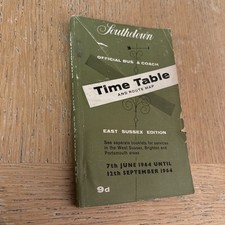 Southdown
OFFICIAL BUS & COACH
Time Table
AND ROUTE MAP
EAST SUSSEX EDITION
See separate booklets for services
in the West Sussex, Brighton and
Portsmouth areas
7th JUNE 1964 UNTIL
12th SEPTEMBER 1964
9d